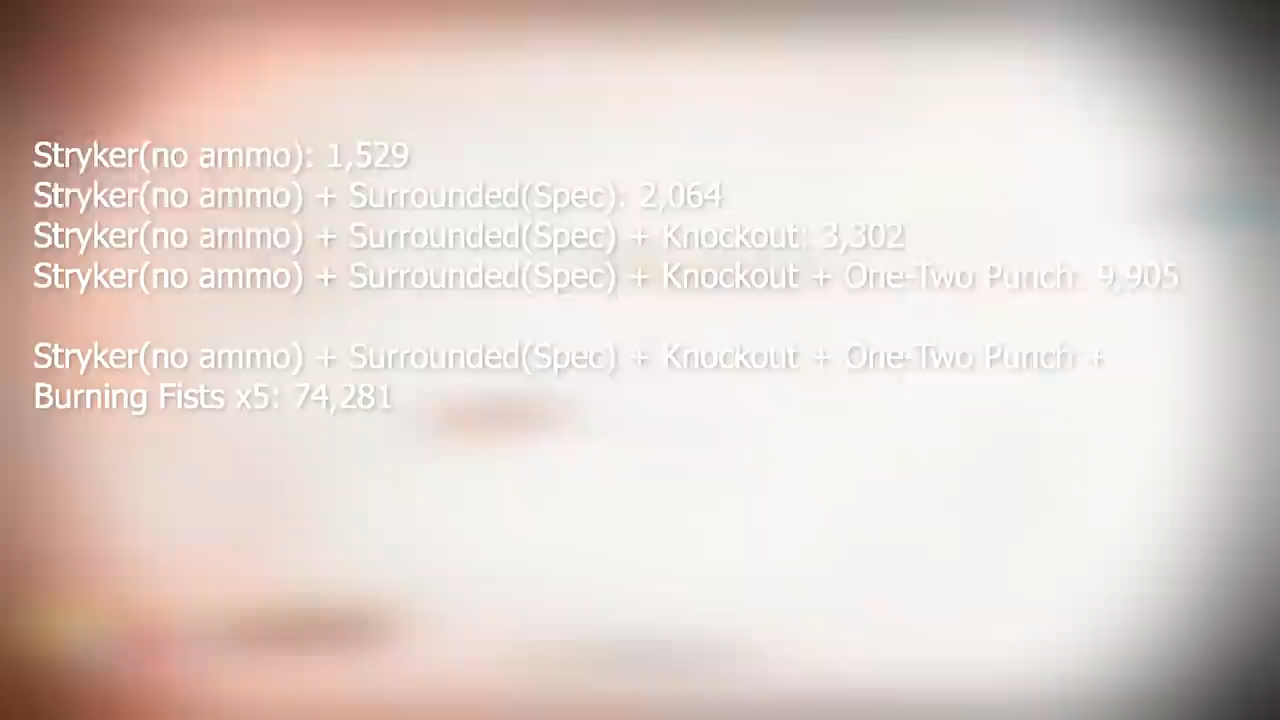 Stryker(no ammo): 1,529
Stryker(no ammo) + Surrounded(Spec): 2,064
Stryker(no ammo) + Surrounded(Spec) + Knockout: 3,302
Stryker(no ammo) + Surrounded(Spec) + Knockout + One-Two Punch: 9,905
Stryker(no ammo) + Surrounded(Spec) + Knockout + One-Two Punch +
Burning Fists x5: 74,281